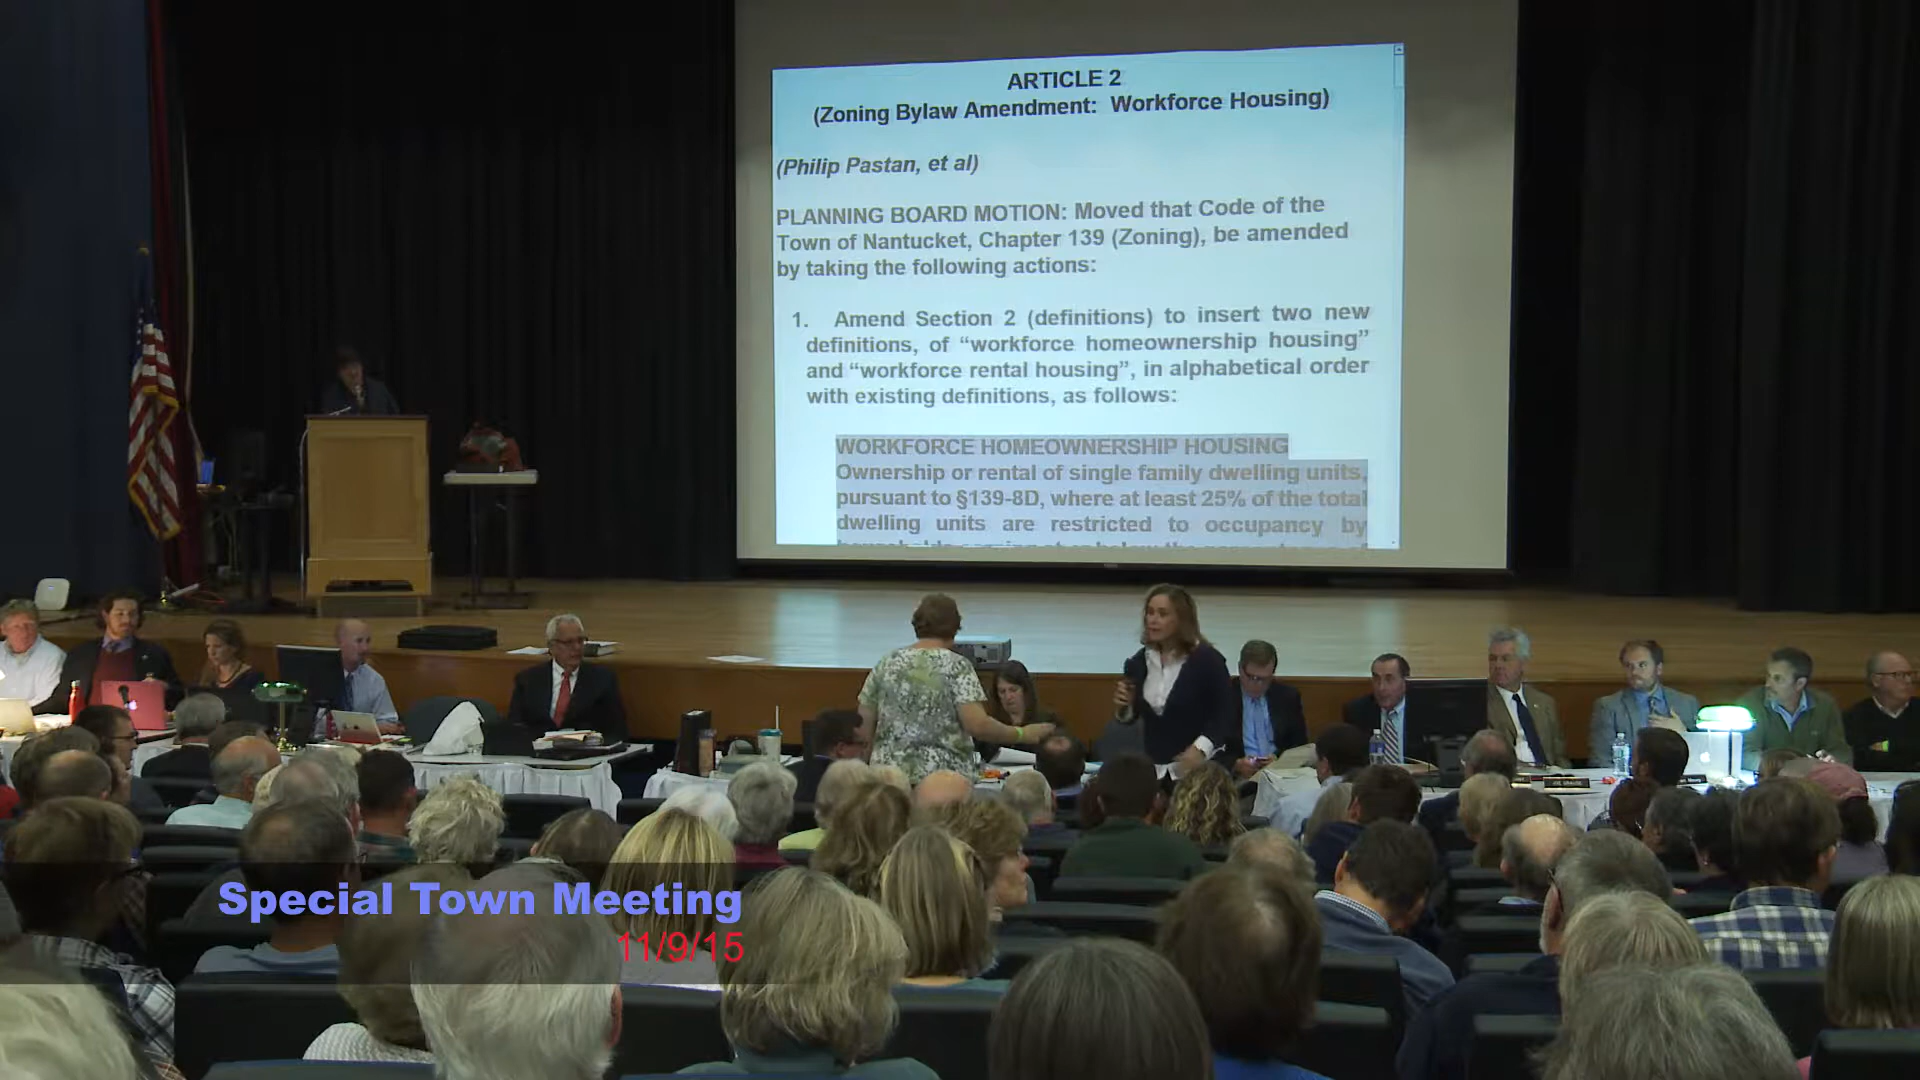 ARTICLE 2
(Zoning Bylaw Amendment: Workforce Housing)
(Philip Pastan, et al)
PLANNING BOARD MOTION: Moved that Code of the
Town of Nantucket, Chapter 139 (Zoning), be amended
by taking the following actions:
1. Amend Section 2 (definitions) to insert two new
definitions, of “workforce homeownership housing”
and “workforce rental housing”, in alphabetical order
with existing definitions, as follows:
WORKFORCE HOMEOWNERSHIP HOUSING
Ownership or rental of single family dwelling units,
pursuant to §139-8D, where at least 25% of the total
dwelling units are restricted to occupancy by
Special Town Meeting
11/9/15